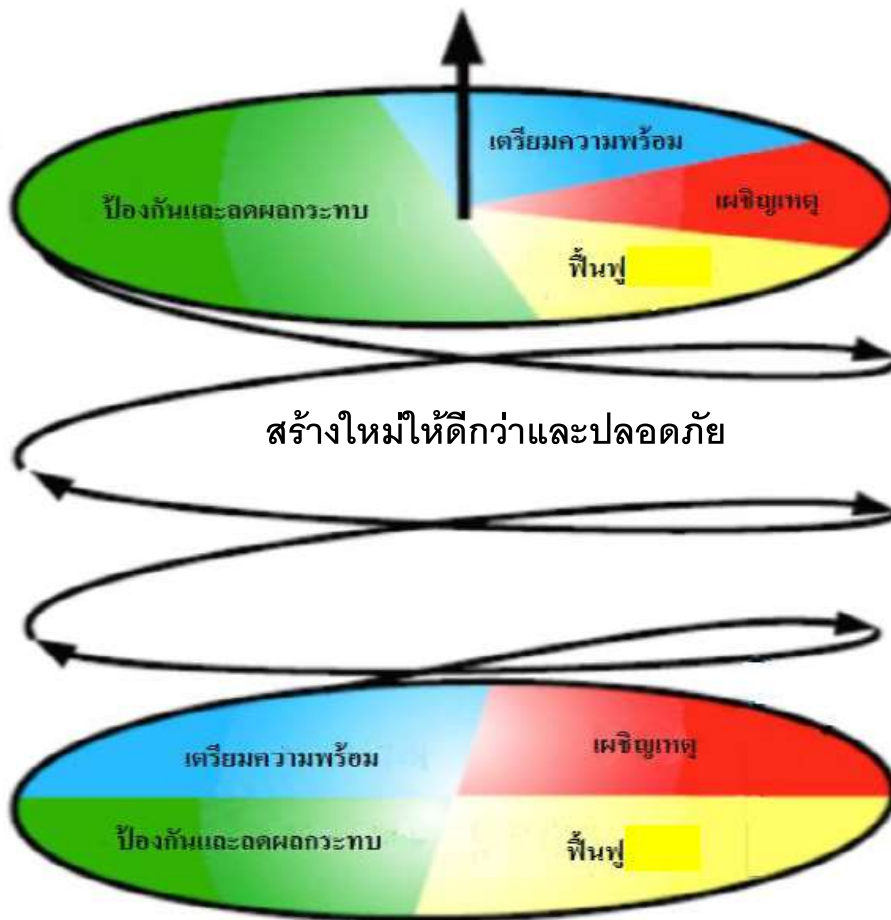 เตรียมความพร้อม
เผชิญเหตุ
ป้องกันและลดผลกระทบ
ฟื้นฟู
สร้างใหม่ให้ดีกว่าและปลอดภัย
เตรียมความพร้อม
เผชิญเหตุ
ป้องกันและลดผลกระทบ
ฟื้นฟู